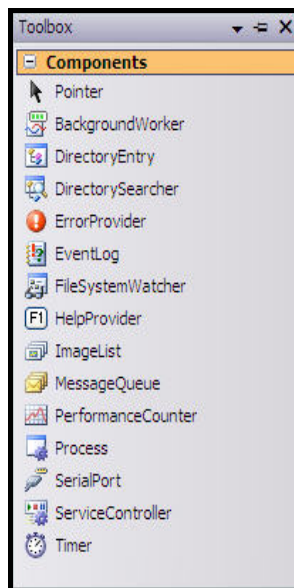 Toolbox
Components
Pointer
BackgroundWorker
DirectoryEntry
DirectorySearcher
ErrorProvider
EventLog
FileSystemWatcher
F1 HelpProvider
ImageList
MessageQueue
PerformanceCounter
Process
SerialPort
ServiceController
Timer